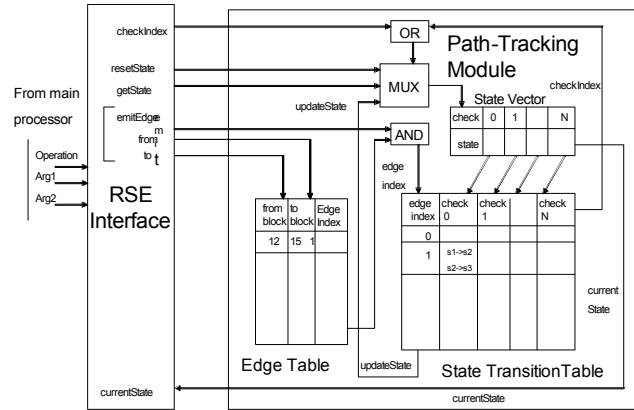 checkIndex
OR
Path-Tracking
Module
resetState
MUX
checkIndex
getState
State Vector
From main
processor
updateState
check 0 1 N
state
emitEdge
e
m
i
t
from
to
AND
edge
index
Operation
Arg1
Arg2
RSE
Interface
from block
to block
Edge Index
12 15 1
edge index
check 0
check 1
check N
0
1
s1->s2
s2->s3
current
State
Edge Table
updateState
State TransitionTable
currentState
currentState